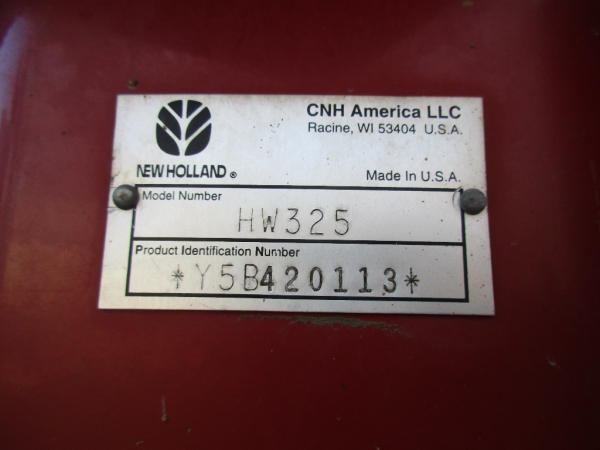 CNH America LLC
Racine, WI 53404 U.S.A.
NEW HOLLAND®
Made in U.S.A.
Model Number
HW325
Product Identification Number
*Y5B420113*